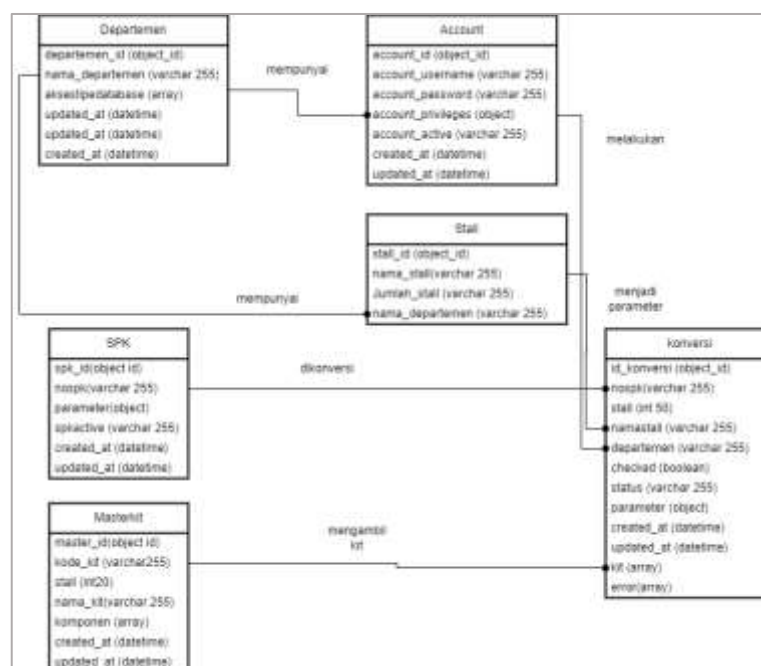 Departemen
departemen_id (object_id)
nama_departemen (varchar 255)
aksestipedatabase (array)
updated_at (datetime)
updated_at (datetime)
created_at (datetime)
mempunyai
Account
account_id (object_id)
account_username (varchar 255)
account_password (varchar 255)
account_privileges (object)
account_active (varchar 255)
created_at (datetime)
updated_at (datetime)
melakukan
Stall
stall_id (object_id)
nama_stall(varchar 255)
Jumlah_stall (varchar 255)
nama_departemen (varchar 255)
mempunyai
menjadi
parameter
SPK
spk_id(object id)
nospk(varchar 255)
parameter(object)
spkactive (varchar 255)
created_at (datetime)
updated_at (datetime)
dikonversi
konversi
id_konversi (object_id)
nospk(varchar 255)
stall (int 50)
namastall (varchar 255)
departemen (varchar 255)
checked (boolean)
status (varchar 255)
parameter (object)
created_at (datetime)
updated_at (datetime)
kit (array)
error(array)
Masterkit
master_id(object id)
kode_kit (varchar255)
stall (int20)
nama_kit(varchar 255)
komponen (array)
created_at (datetime)
updated_at (datetime)
mengambil
kit